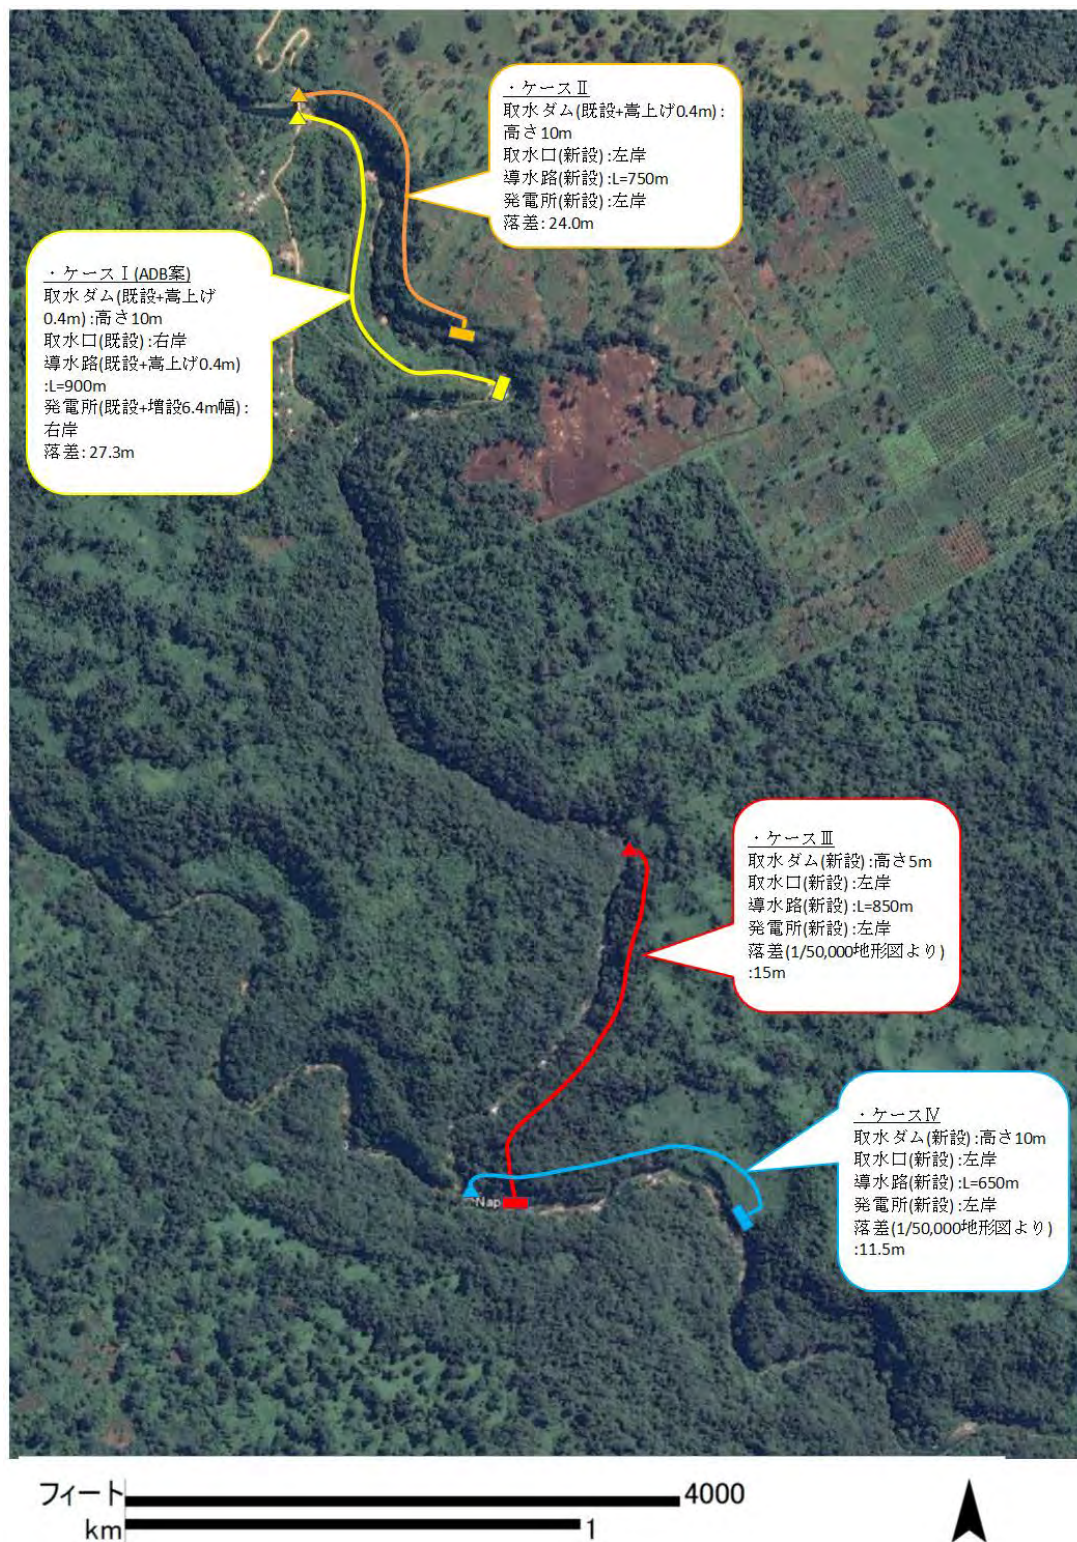 ・ケースⅡ
取水ダム(既設+嵩上げ0.4m):
高さ10m
取水口(新設):左岸
導水路(新設):L=750m
発電所(新設):左岸
落差:24.0m
・ケースⅠ(ADB案)
取水ダム(既設+嵩上げ
0.4m):高さ10m
取水口(既設):右岸
導水路(既設+嵩上げ0.4m)
:L=900m
発電所(既設+増設6.4m幅):
右岸
落差:27.3m
・ケースⅢ
取水ダム(新設):高さ5m
取水口(新設):左岸
導水路(新設):L=850m
発電所(新設):左岸
落差(1/50,000地形図より)
:15m
・ケースⅣ
取水ダム(新設):高さ10m
取水口(新設):左岸
導水路(新設):L=650m
発電所(新設):左岸
落差(1/50,000地形図より)
:11.5m
Nap
フィート 4000
km 1